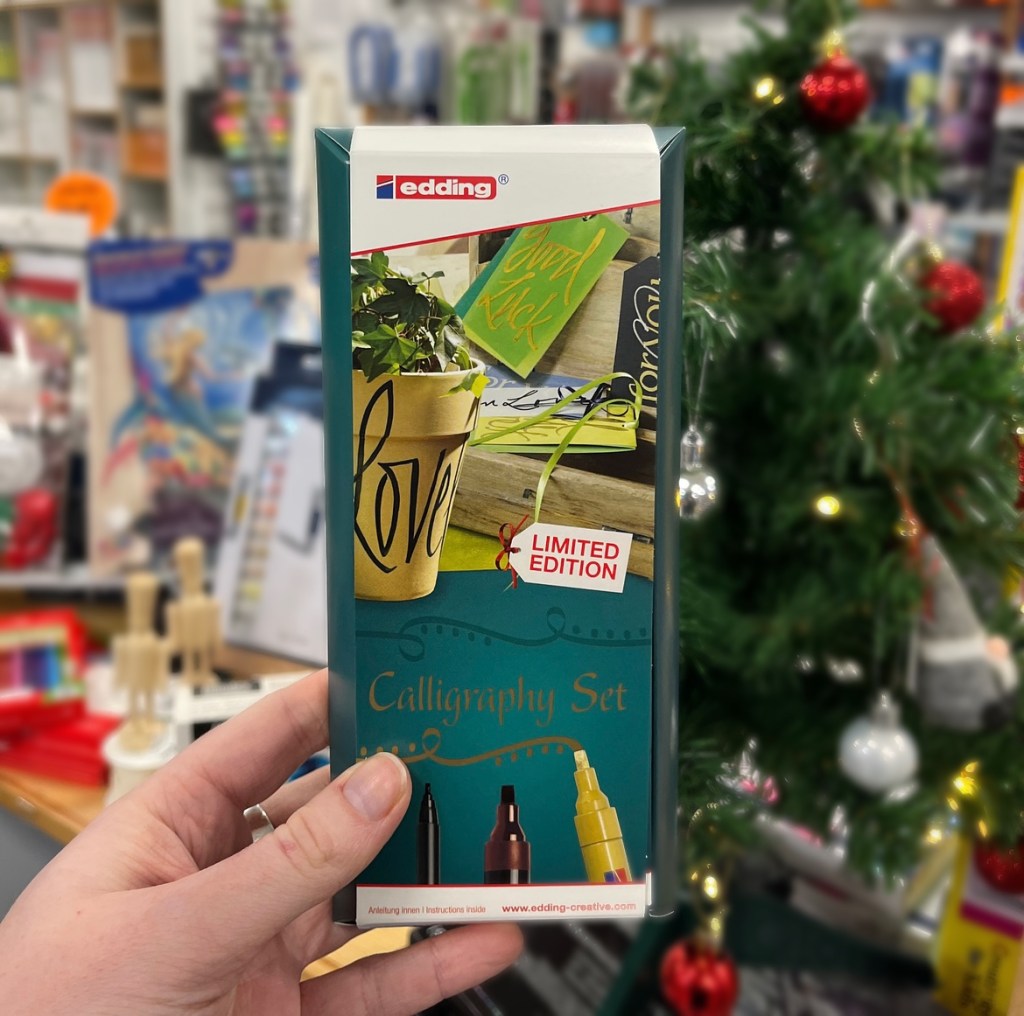 edding®
Good
Luck
for you
Love
LIMITED
EDITION
Calligraphy Set
Anleitung innen | Instructions inside
www.edding-creative.com